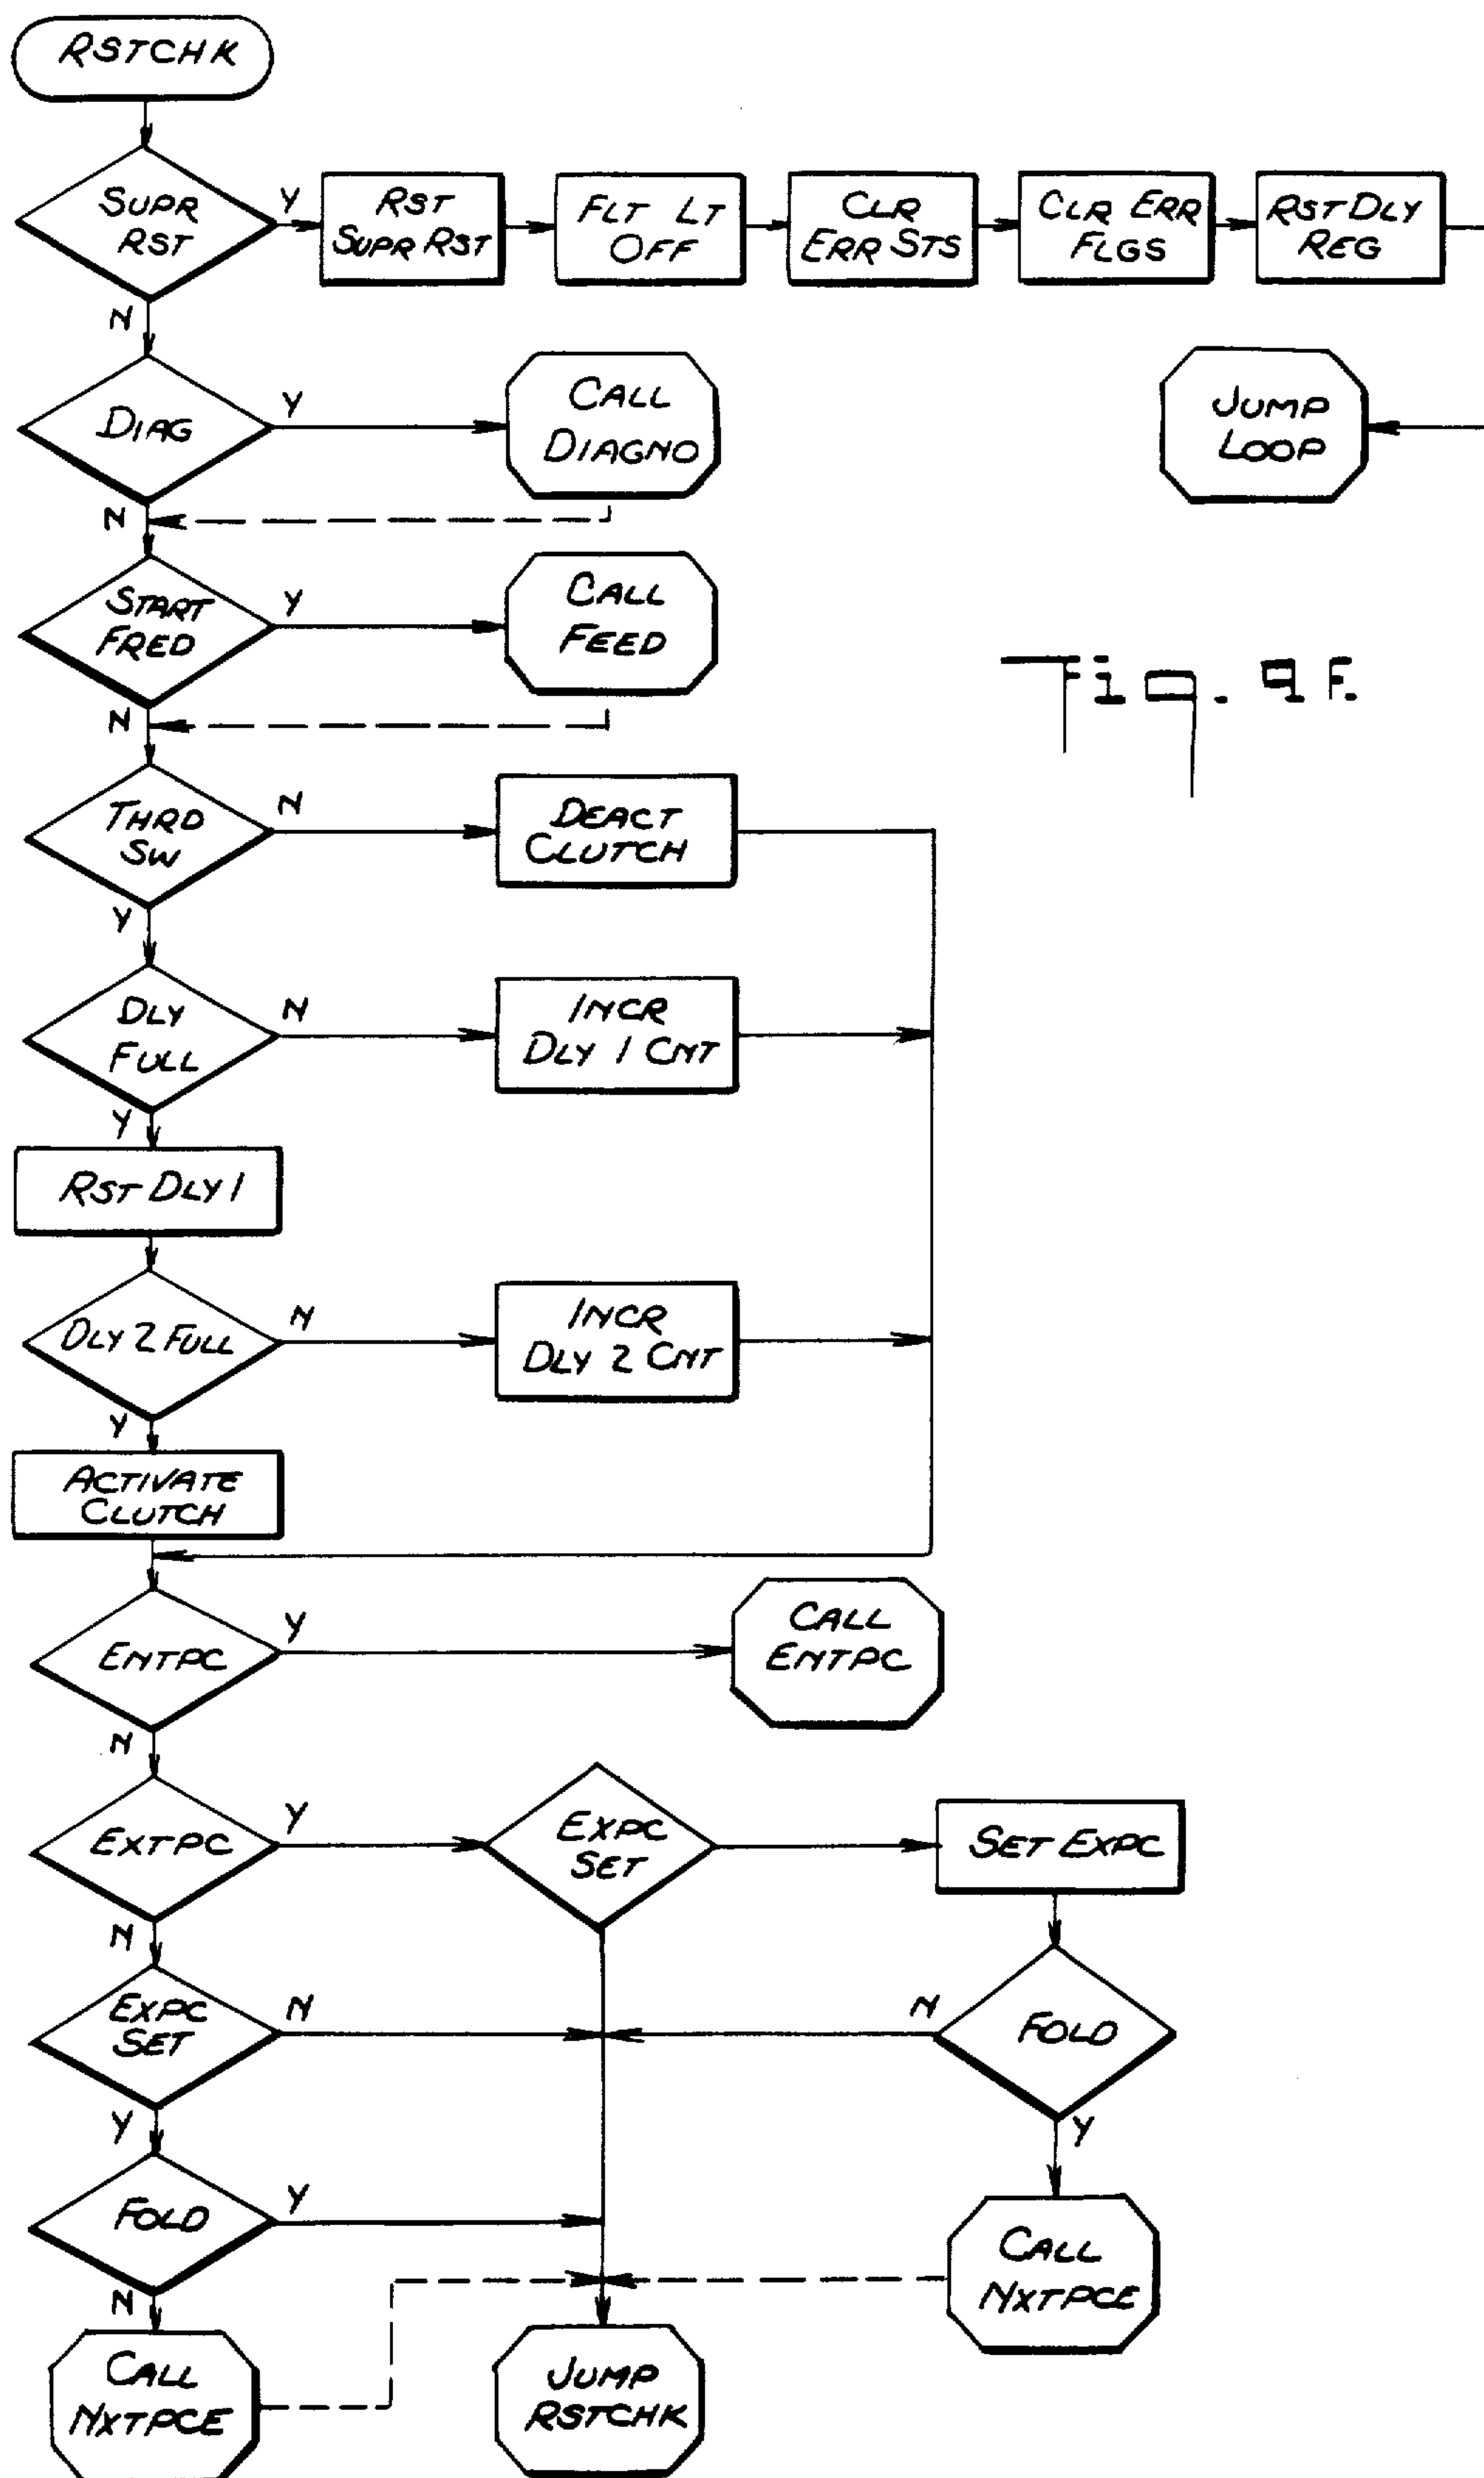 RSTCHK
SUPR
RST
Y
N
RST
SUPR RST
FLT LT
OFF
CLR
ERR STS
CLR ERR
FLGS
RST DLY
REG
JUMP
LOOP
DIAG
Y
N
CALL
DIAGNO
START
FRED
Y
N
CALL
FEED
Fig. 9F.
THRD
SW
N
Y
DEACT
CLUTCH
DLY
FULL
N
Y
INCR
DLY 1 CNT
RST DLY 1
DLY 2 FULL
N
Y
INCR
DLY 2 CNT
ACTIVATE
CLUTCH
ENTPC
Y
N
CALL
ENTPC
EXTPC
Y
N
EXPC
SET
SET EXPC
EXPC
SET
N
Y
N
FOLD
Y
FOLD
Y
N
CALL
NXTPCE
CALL
NXTPCE
JUMP
RSTCHK